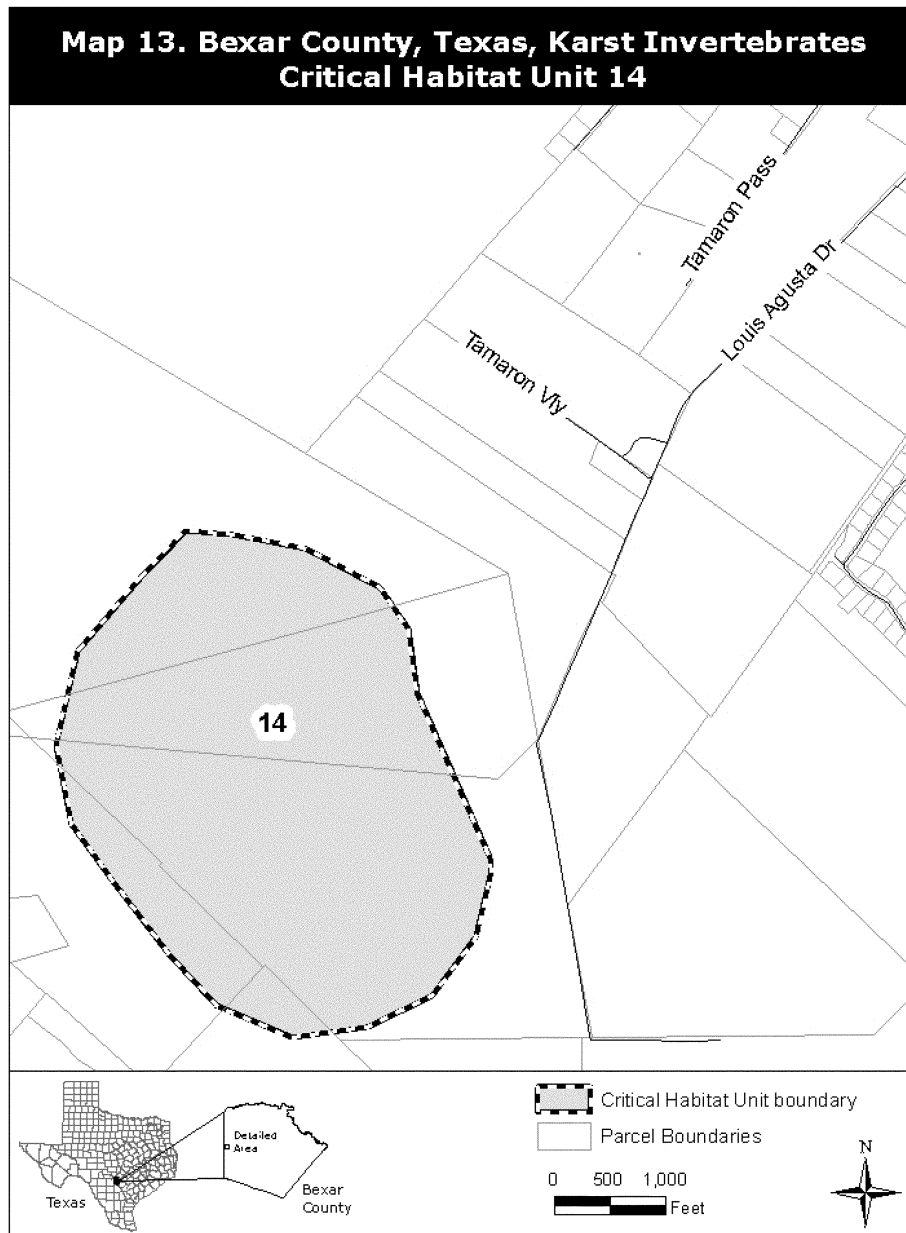 Map 13. Bexar County, Texas, Karst Invertebrates
Critical Habitat Unit 14
Tamaron Pass
Louis Agusta Dr
Tamaron Vly
14
Texas
Detailed
Area
Bexar
County
Critical Habitat Unit boundary
Parcel Boundaries
0 500 1,000
Feet
N